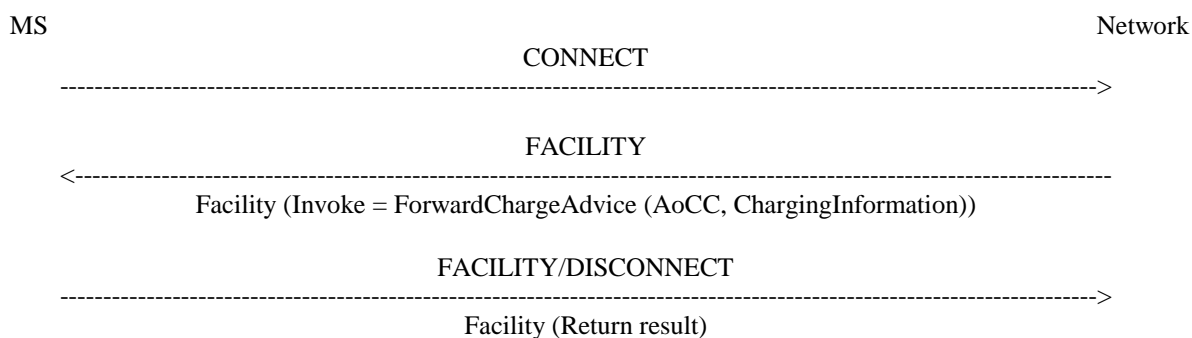 MS Network
CONNECT
------------------------------------------------------------------------------------------------------------------------>
FACILITY
<------------------------------------------------------------------------------------------------------------------------
Facility (Invoke = ForwardChargeAdvice (AoCC, ChargingInformation))
FACILITY/DISCONNECT
------------------------------------------------------------------------------------------------------------------------>
Facility (Return result)